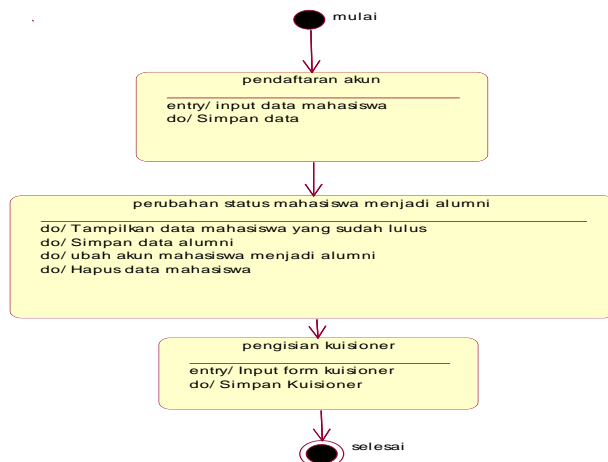 mulai
pendaftaran akun
entry/ input data mahasiswa
do/ Simpan data
perubahan status mahasiswa menjadi alumni
do/ Tampilkan data mahasiswa yang sudah lulus
do/ Simpan data alumni
do/ ubah akun mahasiswa menjadi alumni
do/ Hapus data mahasiswa
pengisian kuisioner
entry/ Input form kuisioner
do/ Simpan Kuisioner
selesai